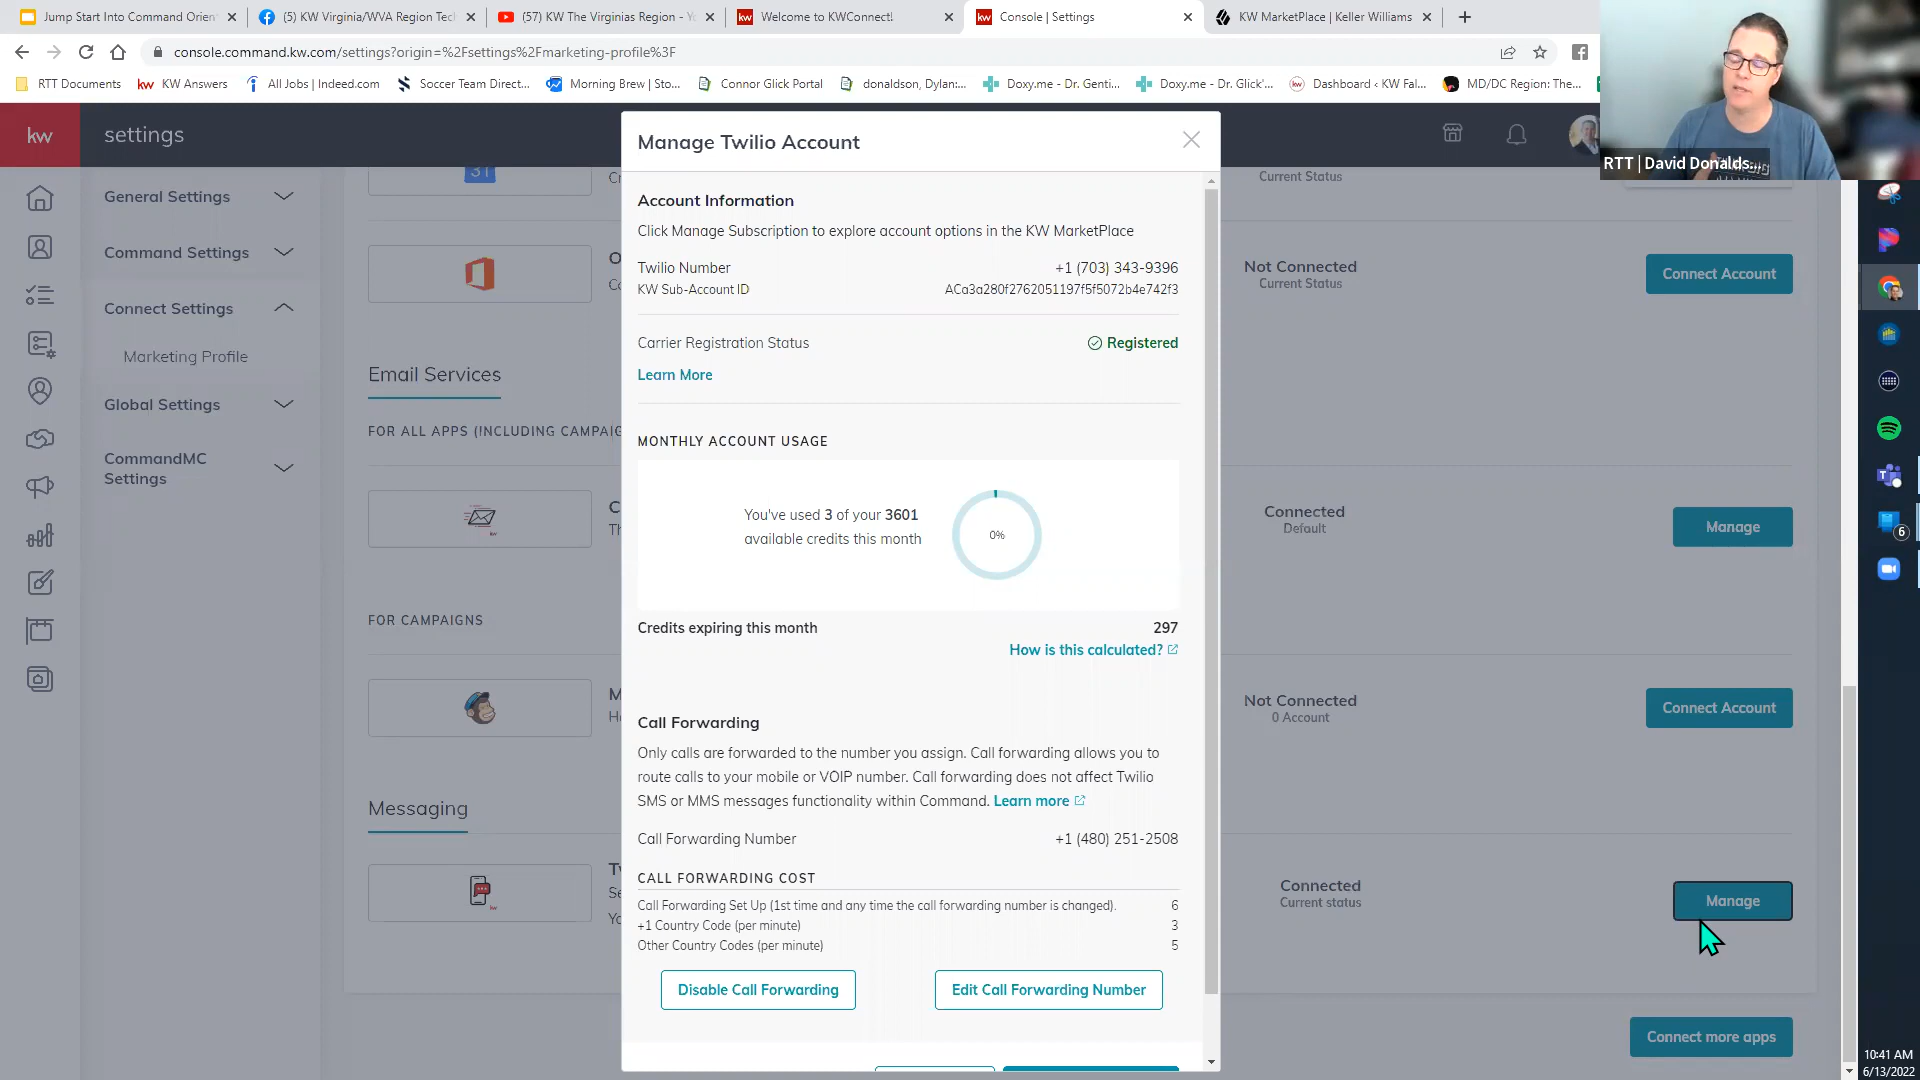 Jump Start Into Command Orien
(5) KW Virginia/WVA Region Tec
(57) KW The Virginias Region - Yo
kw Welcome to KWConnect!
kw Console | Settings
KW MarketPlace | Keller Williams
console.command.kw.com/settings?origin=%2Fsettings%2Fmarketing-profile%3F
RTT Documents
kw KW Answers
All Jobs | Indeed.com
Soccer Team Direct...
Morning Brew | Sto...
Connor Glick Portal
donaldson, Dylan:...
Doxy.me - Dr. Genti...
Doxy.me - Dr. Glick'...
Dashboard ‹ KW Fal...
MD/DC Region: The...
RTT | David Donalds...
kw
settings
General Settings
Command Settings
Connect Settings
Marketing Profile
Global Settings
CommandMC
Settings
31
Current Status
Not Connected
Current Status
Connect Account
Email Services
FOR ALL APPS (INCLUDING CAMPAIG
Connected
Default
Manage
FOR CAMPAIGNS
Not Connected
0 Account
Connect Account
Messaging
Connected
Current status
Manage
Connect more apps
Manage Twilio Account
Account Information
Click Manage Subscription to explore account options in the KW MarketPlace
Twilio Number +1 (703) 343-9396
KW Sub-Account ID ACa3a280f2762051197f5f5072b4e742f3
Carrier Registration Status Registered
Learn More
MONTHLY ACCOUNT USAGE
You've used 3 of your 3601
available credits this month
0%
Credits expiring this month 297
How is this calculated?
Call Forwarding
Only calls are forwarded to the number you assign. Call forwarding allows you to
route calls to your mobile or VOIP number. Call forwarding does not affect Twilio
SMS or MMS messages functionality within Command. Learn more
Call Forwarding Number +1 (480) 251-2508
CALL FORWARDING COST
Call Forwarding Set Up (1st time and any time the call forwarding number is changed). 6
+1 Country Code (per minute) 3
Other Country Codes (per minute) 5
Disable Call Forwarding
Edit Call Forwarding Number
6
10:41 AM
6/13/2022